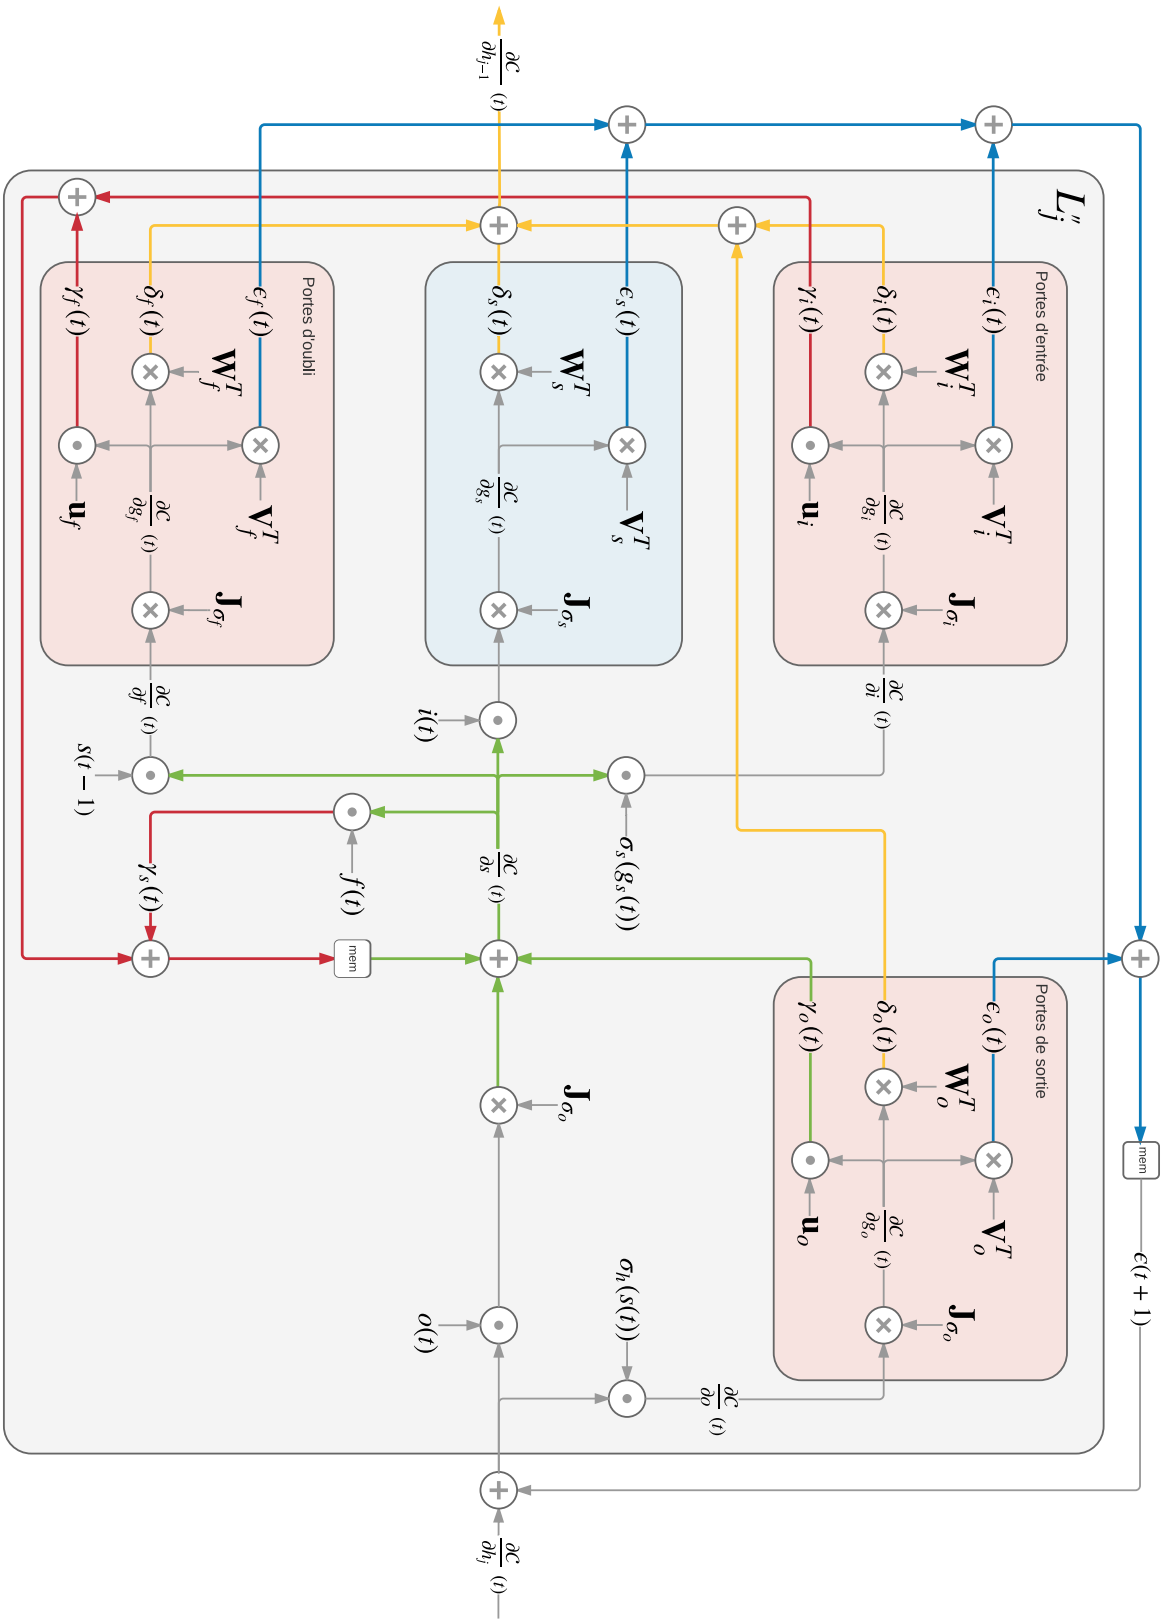 L''_j
Portes d'entrée
ϵ_i(t)
δ_i(t)
γ_i(t)
W_i^T
V_i^T
u_i
∂C/∂g_i (t)
J_{σ_i}
∂C/∂i (t)
Portes de sortie
ϵ_o(t)
δ_o(t)
γ_o(t)
W_o^T
V_o^T
u_o
∂C/∂g_o (t)
J_{σ_o}
∂C/∂o (t)
mem
ϵ(t + 1)
∂C/∂h_{j−1} (t)
ϵ_s(t)
δ_s(t)
W_s^T
V_s^T
∂C/∂g_s (t)
J_{σ_s}
i(t)
σ_s(g_s(t))
∂C/∂s (t)
J_{σ_o}
σ_h(s(t))
o(t)
∂C/∂h_j (t)
Portes d'oubli
ϵ_f(t)
δ_f(t)
γ_f(t)
W_f^T
V_f^T
u_f
∂C/∂g_f (t)
J_{σ_f}
∂C/∂f (t)
s(t − 1)
f(t)
γ_s(t)
mem